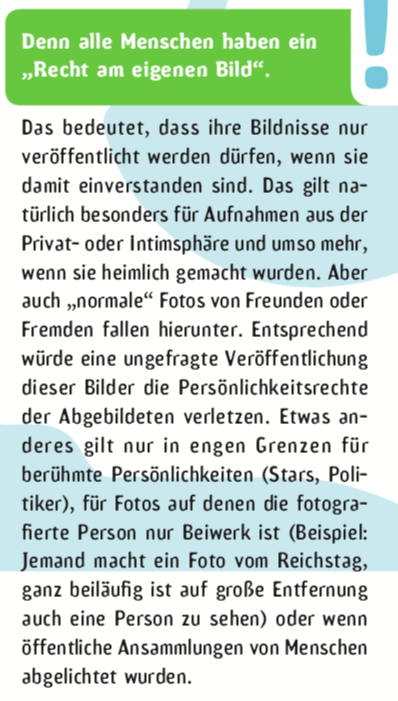 Denn alle Menschen haben ein
„Recht am eigenen Bild“.
!
Das bedeutet, dass ihre Bildnisse nur
veröffentlicht werden dürfen, wenn sie
damit einverstanden sind. Das gilt na-
türlich besonders für Aufnahmen aus der
Privat- oder Intimsphäre und umso mehr,
wenn sie heimlich gemacht wurden. Aber
auch „normale“ Fotos von Freunden oder
Fremden fallen hierunter. Entsprechend
würde eine ungefragte Veröffentlichung
dieser Bilder die Persönlichkeitsrechte
der Abgebildeten verletzen. Etwas an-
deres gilt nur in engen Grenzen für
berühmte Persönlichkeiten (Stars, Poli-
tiker), für Fotos auf denen die fotogra-
fierte Person nur Beiwerk ist (Beispiel:
Jemand macht ein Foto vom Reichstag,
ganz beiläufig ist auf große Entfernung
auch eine Person zu sehen) oder wenn
öffentliche Ansammlungen von Menschen
abgelichtet wurden.